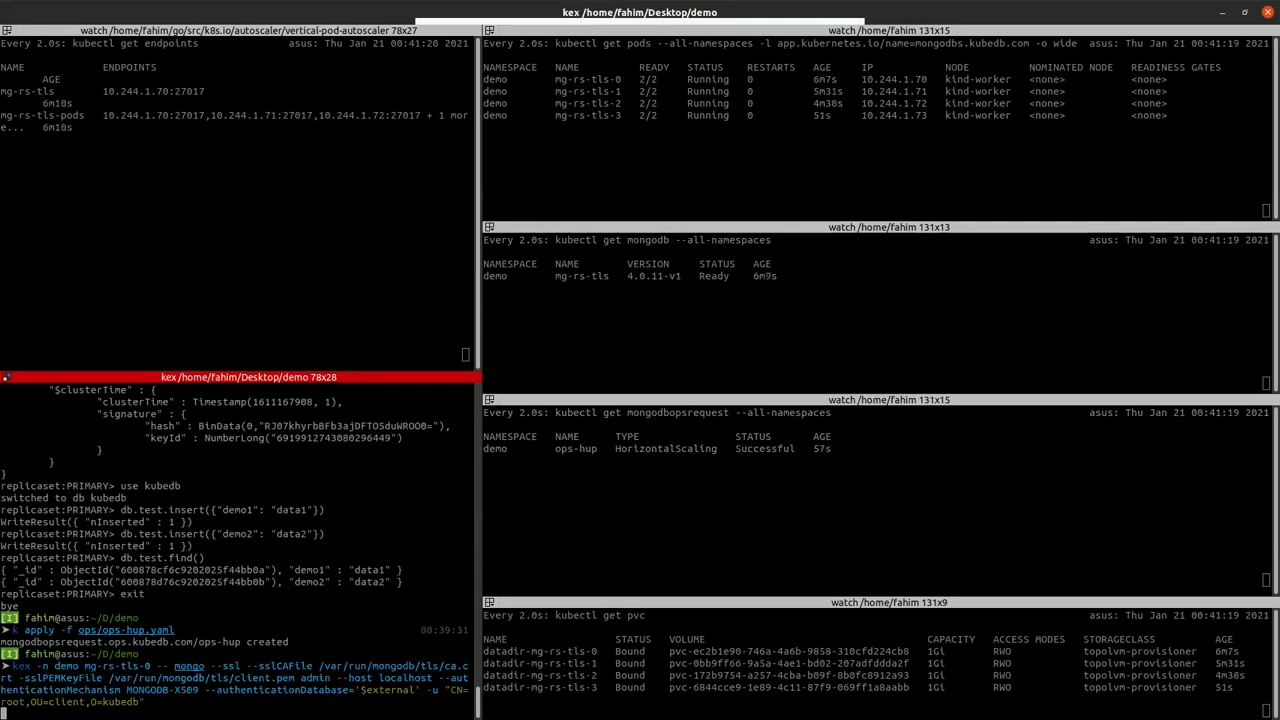 kex /home/fahim/Desktop/demo
watch /home/fahim/go/src/k8s.io/autoscaler/vertical-pod-autoscaler 78x27
Every 2.0s: kubectl get endpoints asus: Thu Jan 21 00:41:20 2021
NAME ENDPOINTS
AGE
mg-rs-tls 10.244.1.70:27017
6m10s
mg-rs-tls-pods 10.244.1.70:27017,10.244.1.71:27017,10.244.1.72:27017 + 1 mor
e... 6m10s
kex /home/fahim/Desktop/demo 78x28
"$clusterTime" : {
"clusterTime" : Timestamp(1611167908, 1),
"signature" : {
"hash" : BinData(0,"RJ07khyrbBFb3ajDFTO5duWROO0="),
"keyId" : NumberLong("6919912743080296449")
}
}
}
replicaset:PRIMARY> use kubedb
switched to db kubedb
replicaset:PRIMARY> db.test.insert({"demo1": "data1"})
WriteResult({ "nInserted" : 1 })
replicaset:PRIMARY> db.test.insert({"demo2": "data2"})
WriteResult({ "nInserted" : 1 })
replicaset:PRIMARY> db.test.find()
{ "_id" : ObjectId("600878cf6c9202025f44bb0a"), "demo1" : "data1" }
{ "_id" : ObjectId("600878d76c9202025f44bb0b"), "demo2" : "data2" }
replicaset:PRIMARY> exit
bye
[I] fahim@asus:~/D/demo
➤ k apply -f ops/ops-hup.yaml 00:39:31
mongodbopsrequest.ops.kubedb.com/ops-hup created
[I] fahim@asus:~/D/demo
➤ kex -n demo mg-rs-tls-0 -- mongo --ssl --sslCAFile /var/run/mongodb/tls/ca.c
rt -sslPEMKeyFile /var/run/mongodb/tls/client.pem admin --host localhost --aut
henticationMechanism MONGODB-X509 --authenticationDatabase='$external' -u "CN=
root,OU=client,O=kubedb"
watch /home/fahim 131x15
Every 2.0s: kubectl get pods --all-namespaces -l app.kubernetes.io/name=mongodbs.kubedb.com -o wide asus: Thu Jan 21 00:41:19 2021
NAMESPACE NAME READY STATUS RESTARTS AGE IP NODE NOMINATED NODE READINESS GATES
demo mg-rs-tls-0 2/2 Running 0 6m7s 10.244.1.70 kind-worker <none> <none>
demo mg-rs-tls-1 2/2 Running 0 5m31s 10.244.1.71 kind-worker <none> <none>
demo mg-rs-tls-2 2/2 Running 0 4m38s 10.244.1.72 kind-worker <none> <none>
demo mg-rs-tls-3 2/2 Running 0 51s 10.244.1.73 kind-worker <none> <none>
watch /home/fahim 131x13
Every 2.0s: kubectl get mongodb --all-namespaces asus: Thu Jan 21 00:41:19 2021
NAMESPACE NAME VERSION STATUS AGE
demo mg-rs-tls 4.0.11-v1 Ready 6m9s
watch /home/fahim 131x15
Every 2.0s: kubectl get mongodbopsrequest --all-namespaces asus: Thu Jan 21 00:41:19 2021
NAMESPACE NAME TYPE STATUS AGE
demo ops-hup HorizontalScaling Successful 57s
watch /home/fahim 131x9
Every 2.0s: kubectl get pvc asus: Thu Jan 21 00:41:19 2021
NAME STATUS VOLUME CAPACITY ACCESS MODES STORAGECLASS AGE
datadir-mg-rs-tls-0 Bound pvc-ec2b1e90-746a-4a6b-9858-310cfd224cb8 1Gi RWO topolvm-provisioner 6m7s
datadir-mg-rs-tls-1 Bound pvc-0bb9ff66-9a5a-4ae1-bd02-207adfddda2f 1Gi RWO topolvm-provisioner 5m31s
datadir-mg-rs-tls-2 Bound pvc-172b9754-a257-4cba-b09f-8b0fc8912a93 1Gi RWO topolvm-provisioner 4m38s
datadir-mg-rs-tls-3 Bound pvc-6844cce9-1e89-4c11-87f9-069ff1a8aabb 1Gi RWO topolvm-provisioner 51s